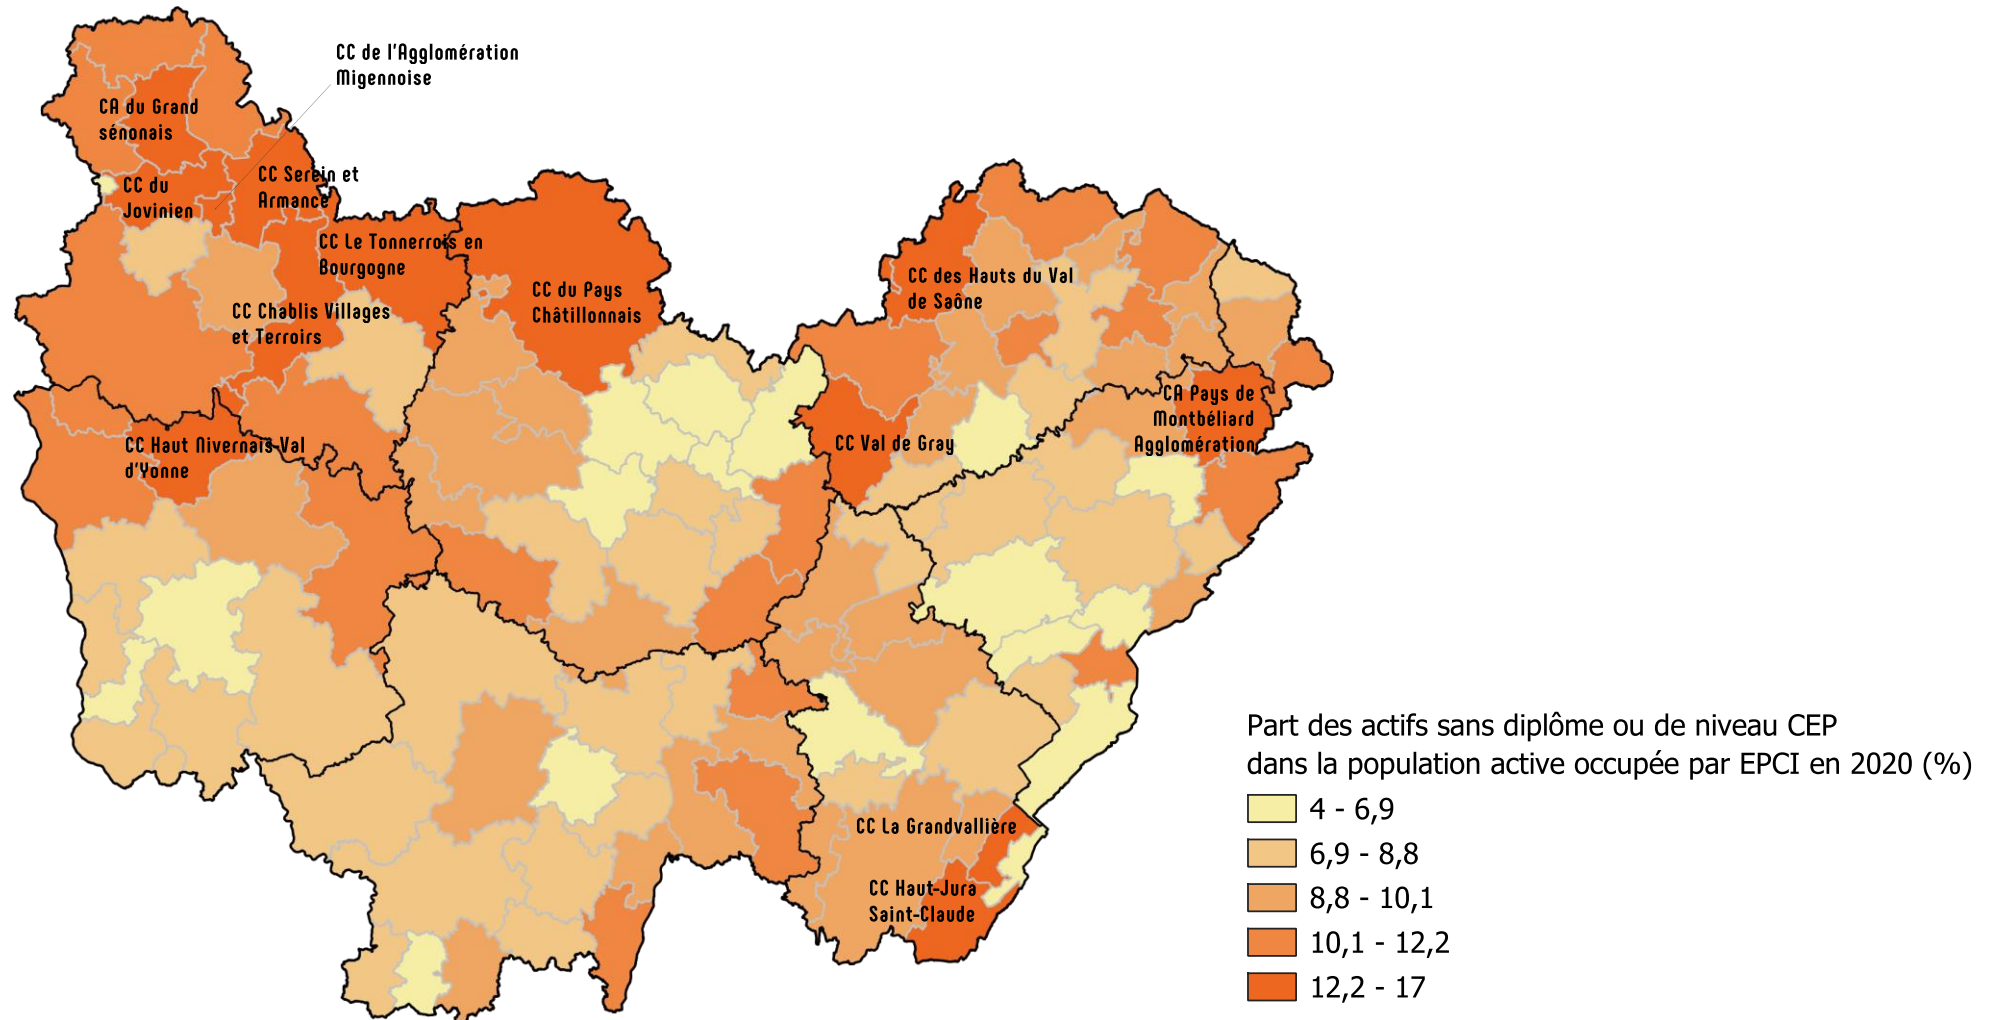 CC de l'Agglomération
Migennoise
CA du Grand
sénonais
CC du
Jovinien
CC Serein et
Armance
CC Le Tonnerrois en
Bourgogne
CC Chablis Villages
et Terroirs
CC du Pays
Châtillonnais
CC des Hauts du Val
de Saône
CA Pays de
Montbéliard
Agglomération
CC Val de Gray
CC Haut Nivernais-Val
d'Yonne
CC La Grandvallière
CC Haut-Jura
Saint-Claude
Part des actifs sans diplôme ou de niveau CEP
dans la population active occupée par EPCI en 2020 (%)
4 - 6,9
6,9 - 8,8
8,8 - 10,1
10,1 - 12,2
12,2 - 17